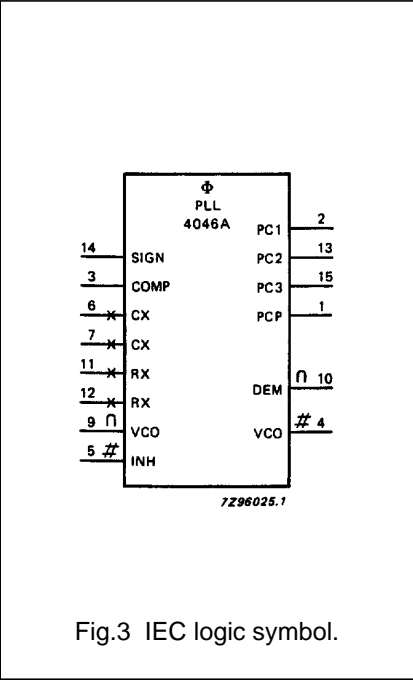 Φ
PLL
4046A
14 SIGN
3 COMP
6 CX
7 CX
11 RX
12 RX
9 ∩ VCO
5 # INH
PC1 2
PC2 13
PC3 15
PCP 1
DEM ∩ 10
VCO # 4
7Z96025.1
Fig.3 IEC logic symbol.